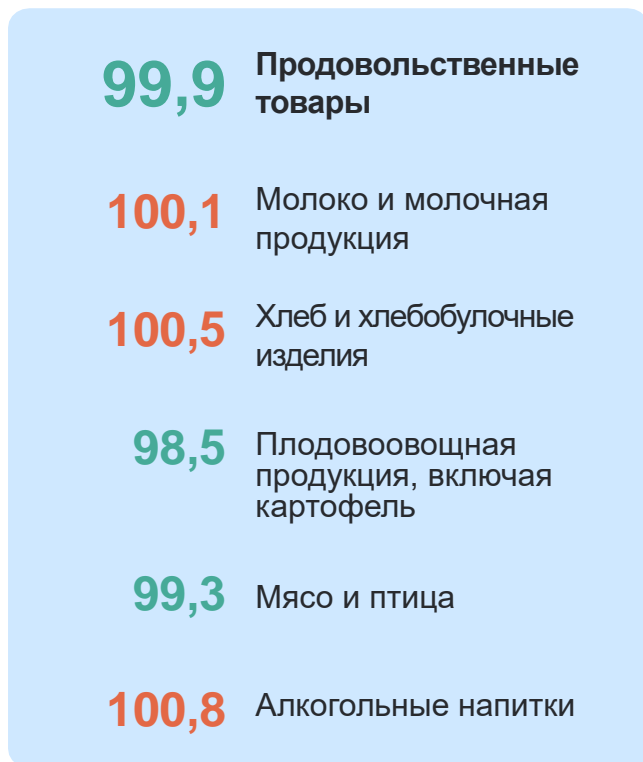 99,9 Продовольственные
товары
100,1 Молоко и молочная
продукция
100,5 Хлеб и хлебобулочные
изделия
98,5 Плодовоовощная
продукция, включая
картофель
99,3 Мясо и птица
100,8 Алкогольные напитки